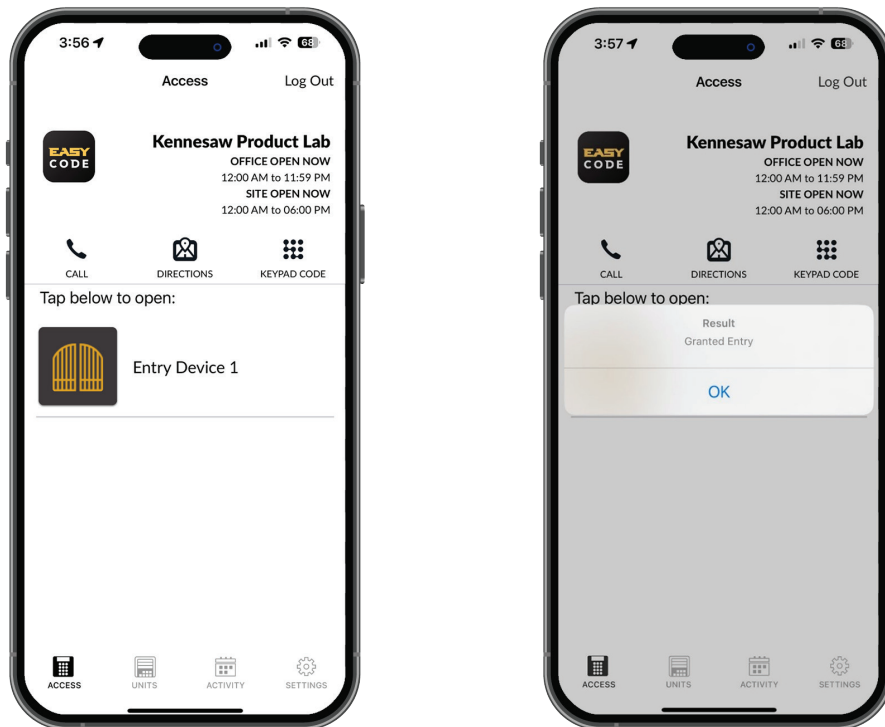 3:56
68
Access
Log Out
EASY
CODE
Kennesaw Product Lab
OFFICE OPEN NOW
12:00 AM to 11:59 PM
SITE OPEN NOW
12:00 AM to 06:00 PM
CALL
DIRECTIONS
KEYPAD CODE
Tap below to open:
Entry Device 1
ACCESS
UNITS
ACTIVITY
SETTINGS
3:57
68
Access
Log Out
EASY
CODE
Kennesaw Product Lab
OFFICE OPEN NOW
12:00 AM to 11:59 PM
SITE OPEN NOW
12:00 AM to 06:00 PM
CALL
DIRECTIONS
KEYPAD CODE
Tap below to open:
Result
Granted Entry
OK
ACCESS
UNITS
ACTIVITY
SETTINGS